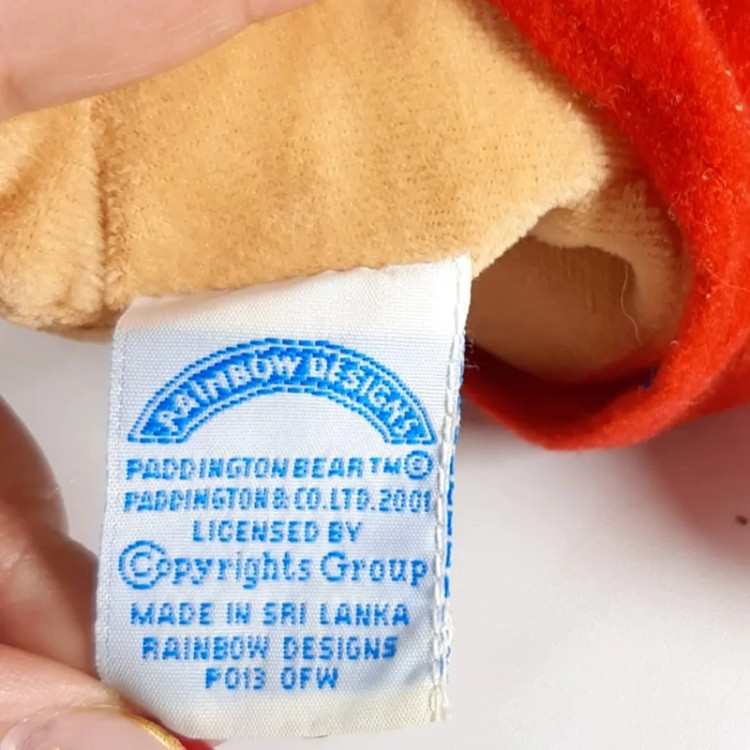 RAINBOW DESIGNS
PADDINGTON BEAR TM ©
PADDINGTON & CO. LTD. 2001
LICENSED BY
©opyrights Group
MADE IN SRI LANKA
RAINBOW DESIGNS
PO13 OFW